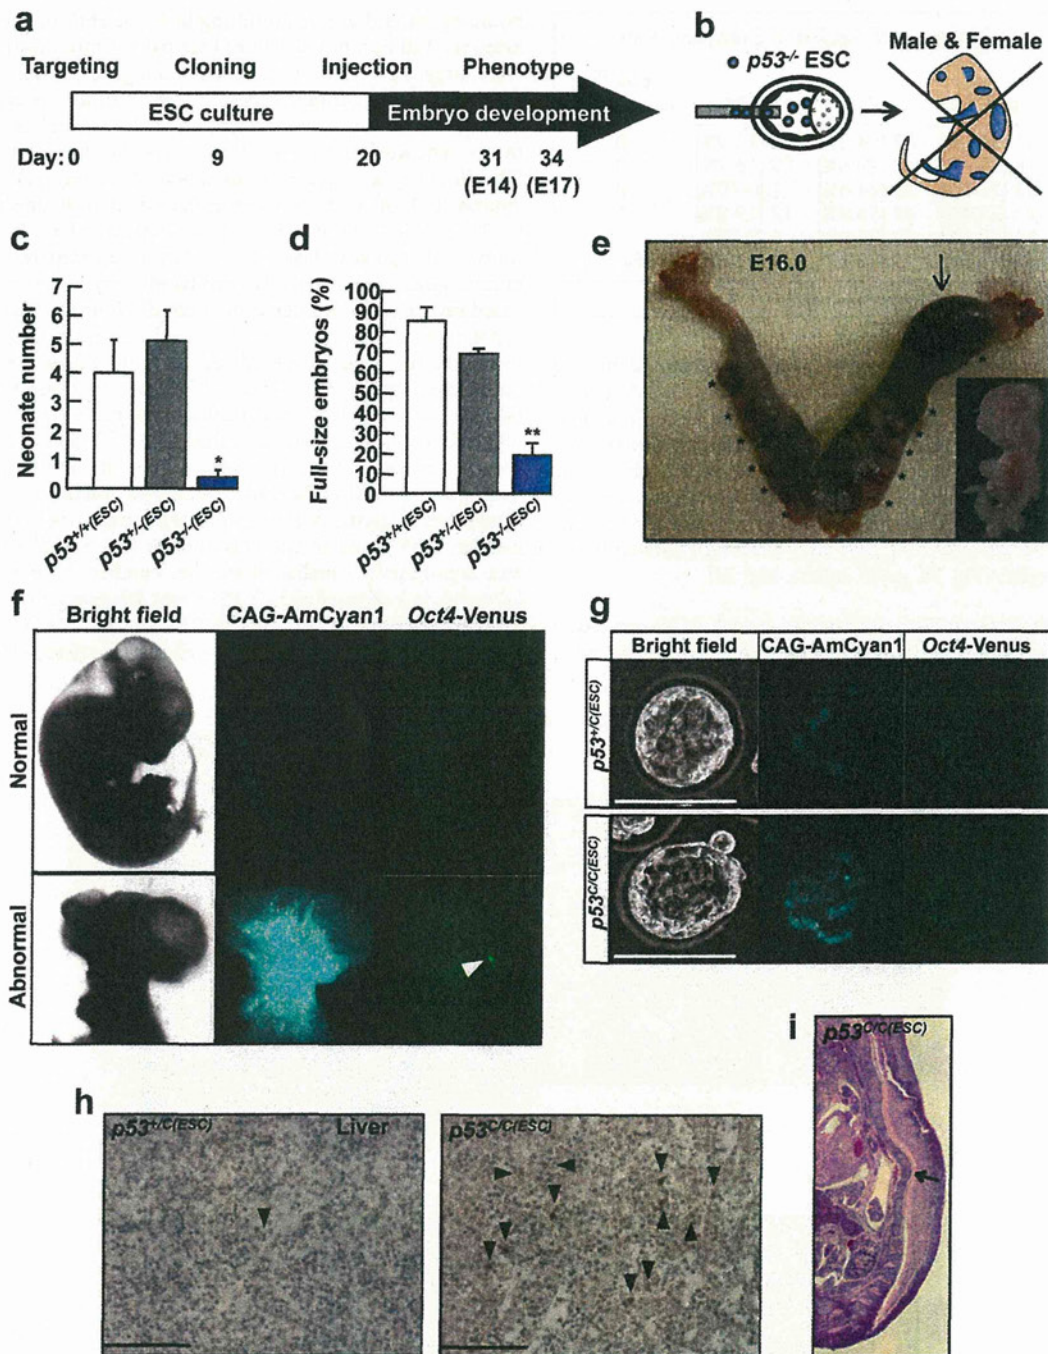 a
Targeting Cloning Injection Phenotype
ESC culture Embryo development
Day: 0 9 20 31 34
(E14) (E17)
b
p53-/- ESC
Male & Female
c
Neonate number
7
6
5
4
3
2
1
0
*
p53+/+(ESC)
p53+/-(ESC)
p53-/-(ESC)
d
Full-size embryos (%)
100
90
80
70
60
50
40
30
20
10
0
**
p53+/+(ESC)
p53+/-(ESC)
p53-/-(ESC)
e
E16.0
f
Bright field CAG-AmCyan1 Oct4-Venus
Normal
Abnormal
g
Bright field CAG-AmCyan1 Oct4-Venus
p53+/C(ESC)
p53C/C(ESC)
h
p53+/C(ESC) Liver
p53C/C(ESC)
i
p53C/C(ESC)